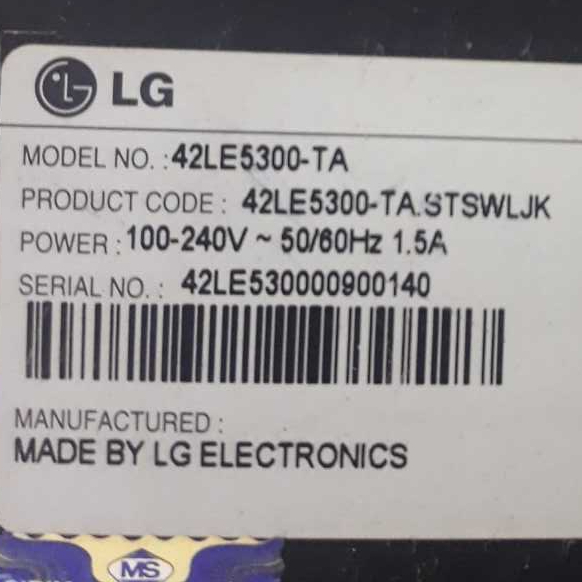 LG
MODEL NO. : 42LE5300-TA
PRODUCT CODE : 42LE5300-TA.STSWLJK
POWER : 100-240V ~ 50/60Hz 1.5A
SERIAL NO. : 42LE530000900140
MANUFACTURED :
MADE BY LG ELECTRONICS
MS